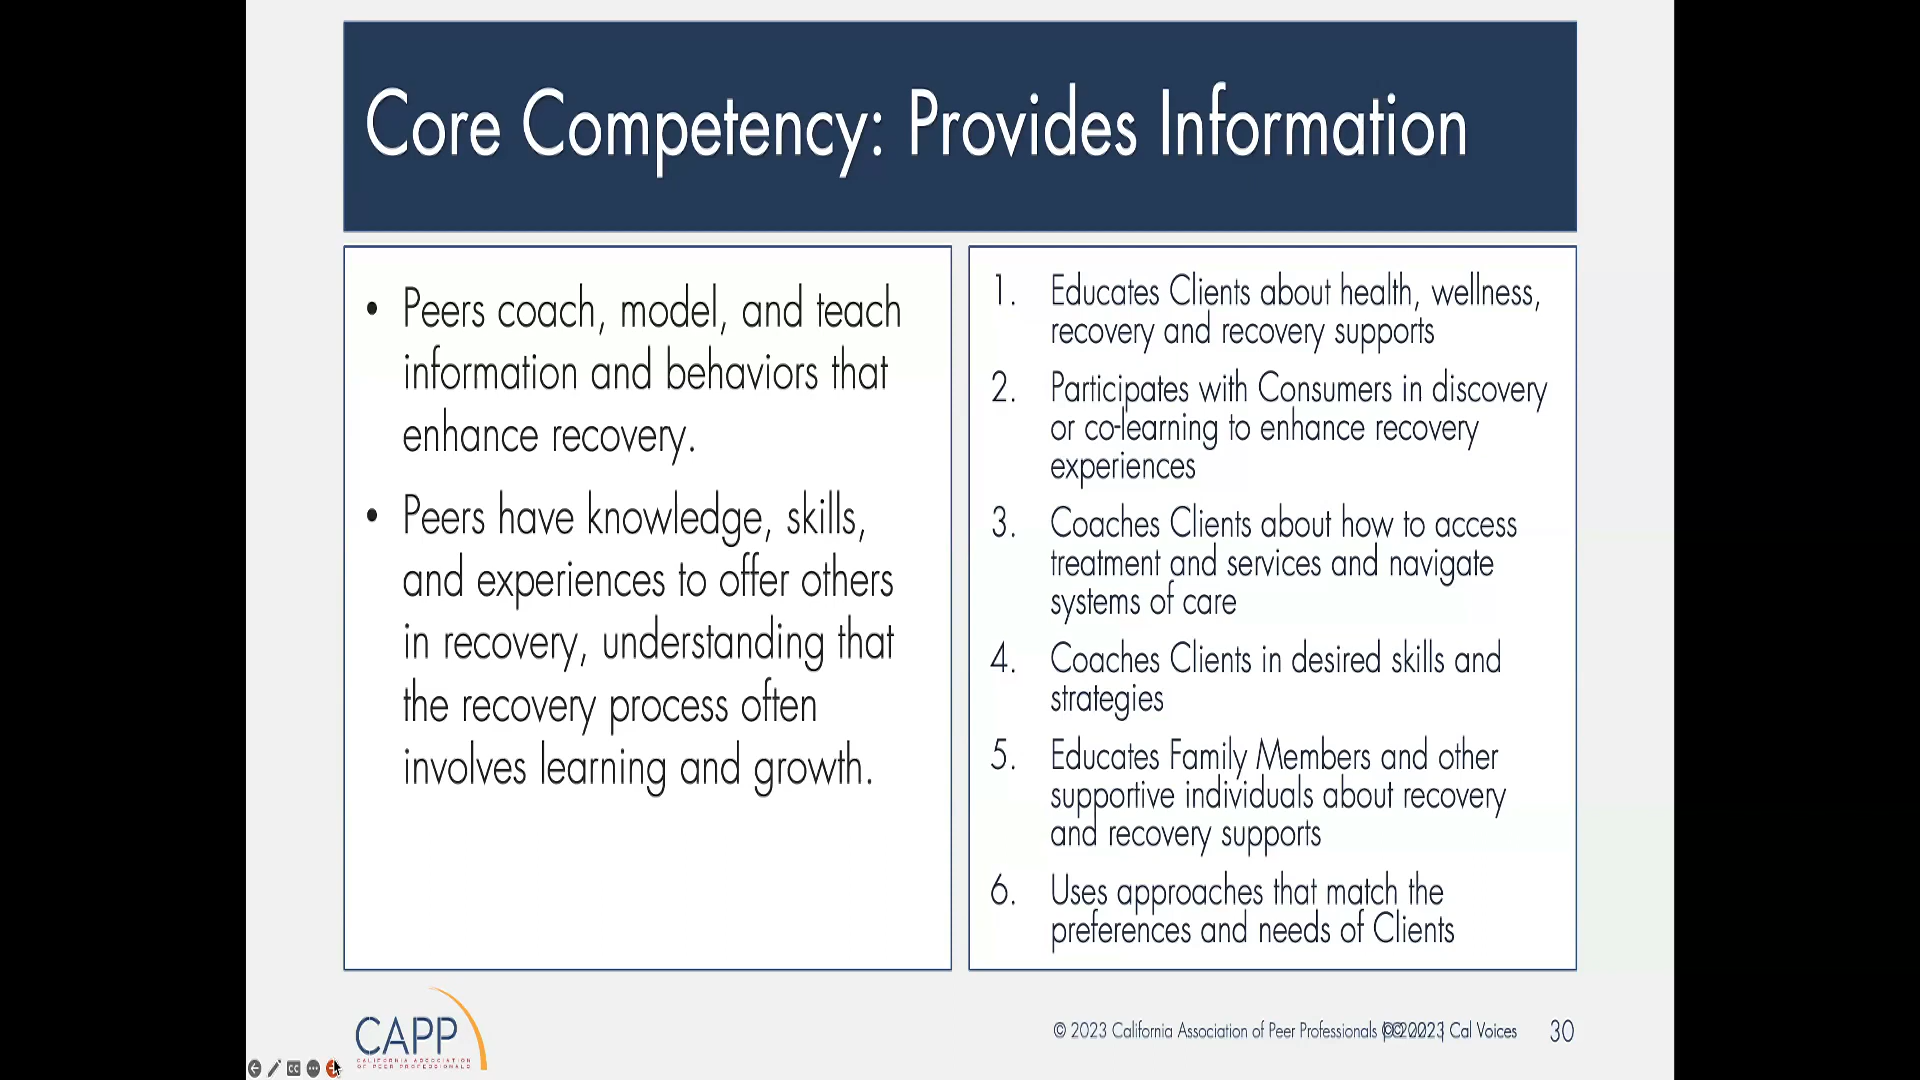 Core Competency: Provides Information
• Peers coach, model, and teach
information and behaviors that
enhance recovery.
• Peers have knowledge, skills,
and experiences to offer others
in recovery, understanding that
the recovery process often
involves learning and growth.
1. Educates Clients about health, wellness,
recovery and recovery supports
2. Participates with Consumers in discovery
or co-learning to enhance recovery
experiences
3. Coaches Clients about how to access
treatment and services and navigate
systems of care
4. Coaches Clients in desired skills and
strategies
5. Educates Family Members and other
supportive individuals about recovery
and recovery supports
6. Uses approaches that match the
preferences and needs of Clients
CAPP
CALIFORNIA ASSOCIATION
OF PEER PROFESSIONALS
© 2023 California Association of Peer Professionals Cal Voices 30
CC